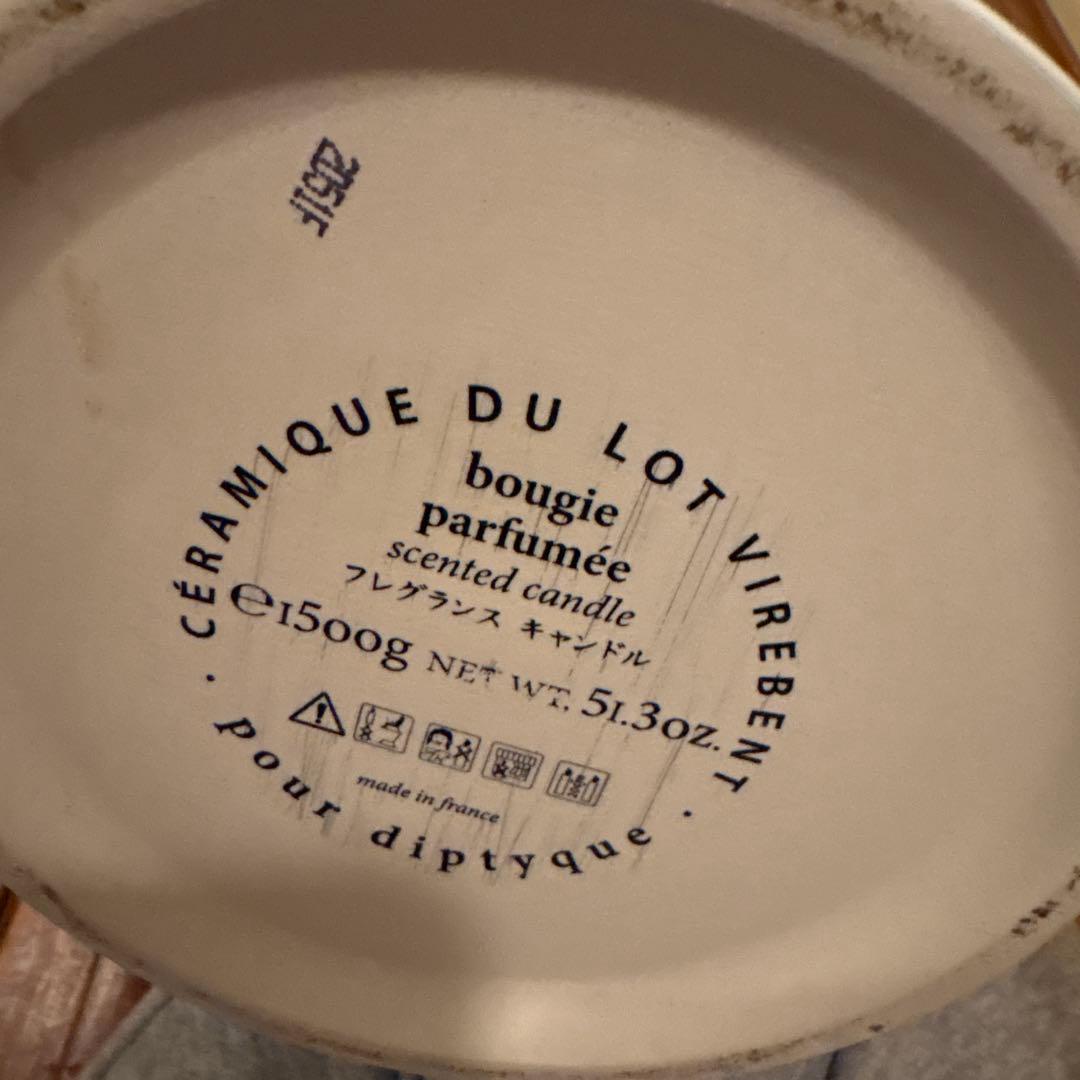 CÉRAMIQUE DU LOT VIREBENT
bougie
parfumée
scented candle
フレグランス キャンドル
℮1500g NET WT. 51.3oz.
made in france
· pour diptyque ·